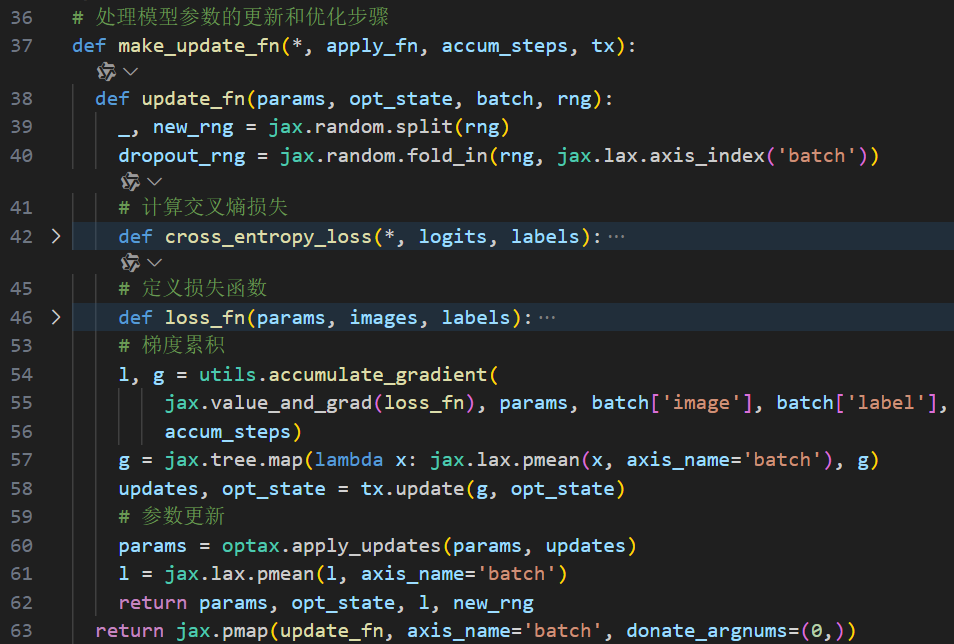 36 # 处理模型参数的更新和优化步骤
37 def make_update_fn(*, apply_fn, accum_steps, tx):
38 def update_fn(params, opt_state, batch, rng):
39 _, new_rng = jax.random.split(rng)
40 dropout_rng = jax.random.fold_in(rng, jax.lax.axis_index('batch'))
41 # 计算交叉熵损失
42 def cross_entropy_loss(*, logits, labels):···
45 # 定义损失函数
46 def loss_fn(params, images, labels):···
53 # 梯度累积
54 l, g = utils.accumulate_gradient(
55 jax.value_and_grad(loss_fn), params, batch['image'], batch['label'],
56 accum_steps)
57 g = jax.tree.map(lambda x: jax.lax.pmean(x, axis_name='batch'), g)
58 updates, opt_state = tx.update(g, opt_state)
59 # 参数更新
60 params = optax.apply_updates(params, updates)
61 l = jax.lax.pmean(l, axis_name='batch')
62 return params, opt_state, l, new_rng
63 return jax.pmap(update_fn, axis_name='batch', donate_argnums=(0,))